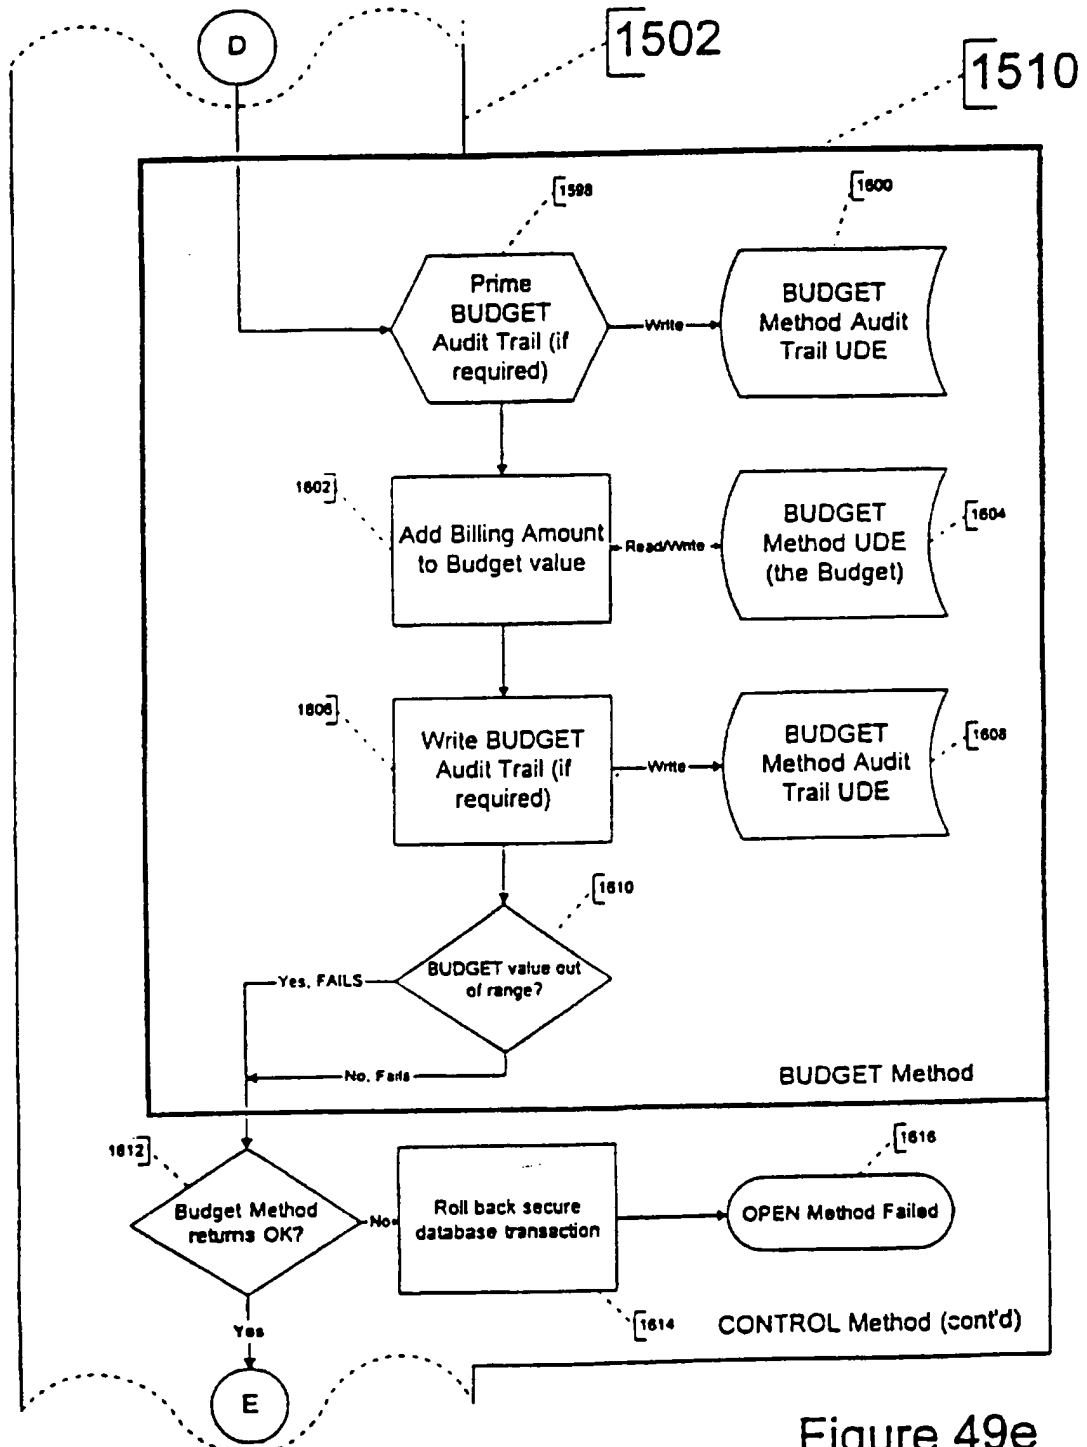 D
1502
1510
1598
1600
Prime
BUDGET
Audit Trail (if
required)
Write
BUDGET
Method Audit
Trail UDE
1602
Add Billing Amount
to Budget value
Read/Write
BUDGET
Method UDE
(the Budget)
1604
1606
Write BUDGET
Audit Trail (if
required)
Write
BUDGET
Method Audit
Trail UDE
1608
1610
BUDGET value out
of range?
Yes, FAILS
No, Fails
BUDGET Method
1612
Budget Method
returns OK?
No
Roll back secure
database transaction
1616
OPEN Method Failed
1614
Yes
CONTROL Method (cont'd)
E
Figure 49e